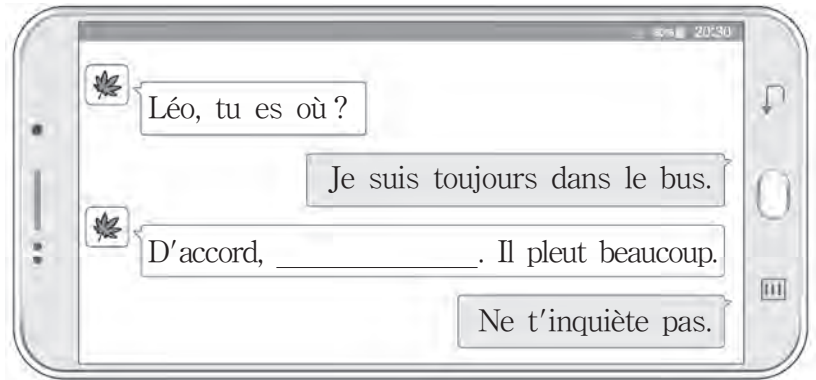 20:30
Léo, tu es où ?
Je suis toujours dans le bus.
D'accord, ______________. Il pleut beaucoup.
Ne t'inquiète pas.